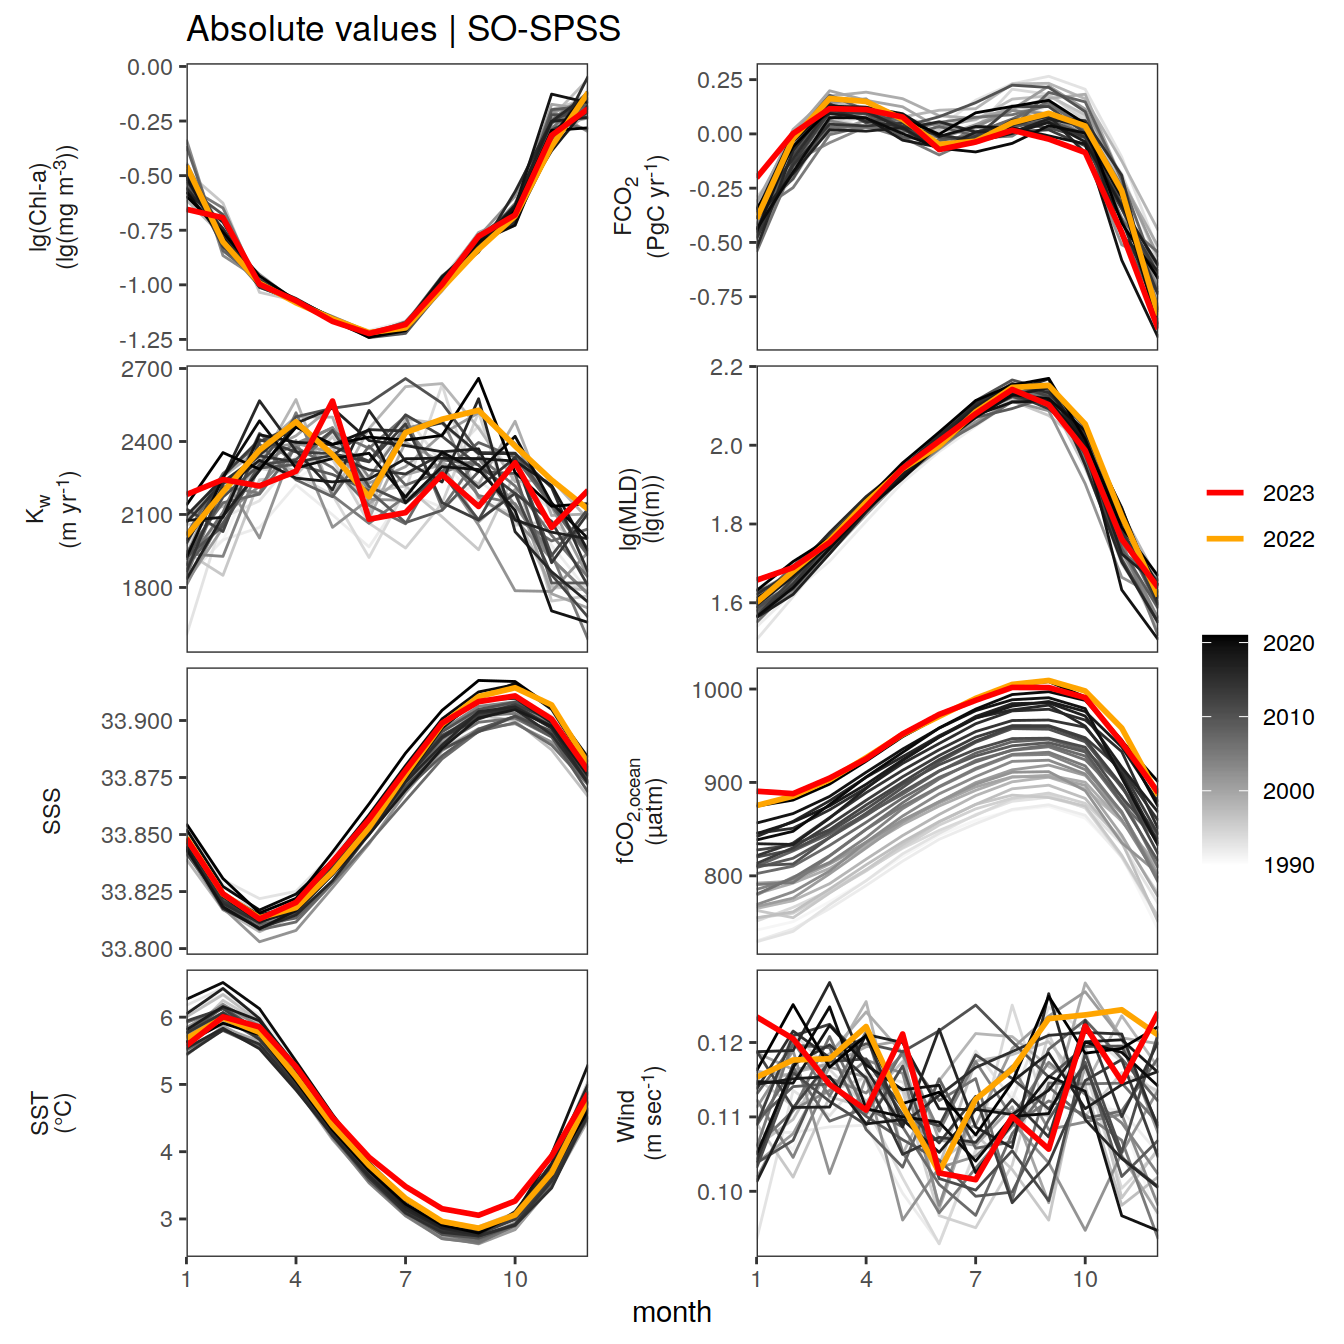 Absolute values | SO-SPSS
0.00
-0.25
-0.50
-0.75
-1.00
-1.25
lg(Chl-a)
(lg(mg m⁻³))
0.25
0.00
-0.25
-0.50
-0.75
FCO₂
(PgC yr⁻¹)
2700
2400
2100
1800
K_w
(m yr⁻¹)
2.2
2.0
1.8
1.6
lg(MLD)
(lg(m))
33.900
33.875
33.850
33.825
33.800
SSS
1000
900
800
fCO₂,ocean
(µatm)
6
5
4
3
SST
(°C)
0.12
0.11
0.10
Wind
(m sec⁻¹)
1 4 7 10
1 4 7 10
month
2023
2022
2020
2010
2000
1990